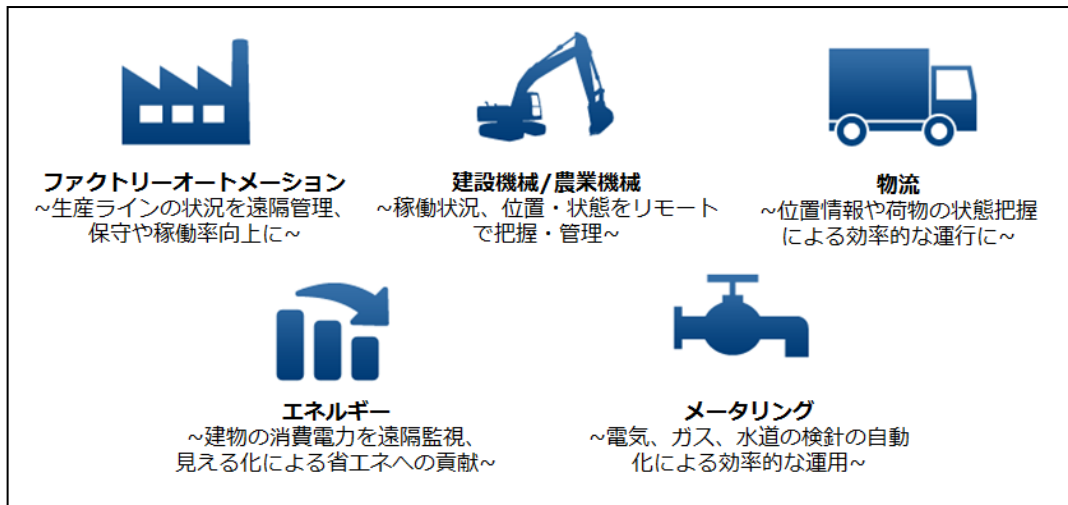 ファクトリーオートメーション
~生産ラインの状況を遠隔管理、
保守や稼働率向上に~
建設機械/農業機械
~稼働状況、位置・状態をリモート
で把握・管理~
物流
~位置情報や荷物の状態把握
による効率的な運行に~
エネルギー
~建物の消費電力を遠隔監視、
見える化による省エネへの貢献~
メータリング
~電気、ガス、水道の検針の自動
化による効率的な運用~